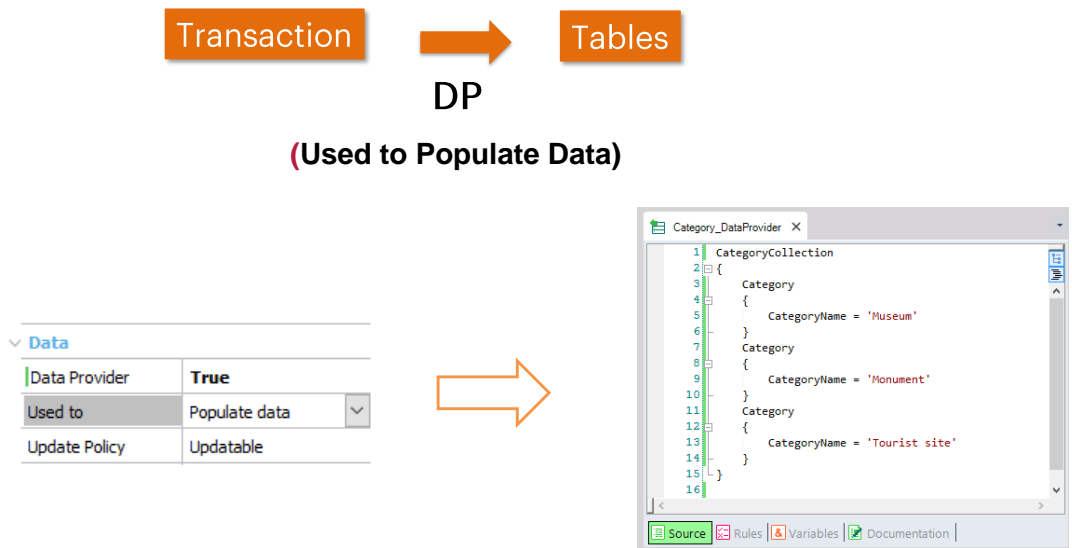 Transaction
Tables
DP
(Used to Populate Data)
Data
Data Provider True
Used to Populate data
Update Policy Updatable
Category_DataProvider X
1 CategoryCollection
2 {
3 Category
4 {
5 CategoryName = 'Museum'
6 }
7 Category
8 {
9 CategoryName = 'Monument'
10 }
11 Category
12 {
13 CategoryName = 'Tourist site'
14 }
15 }
16
Source Rules & Variables Documentation